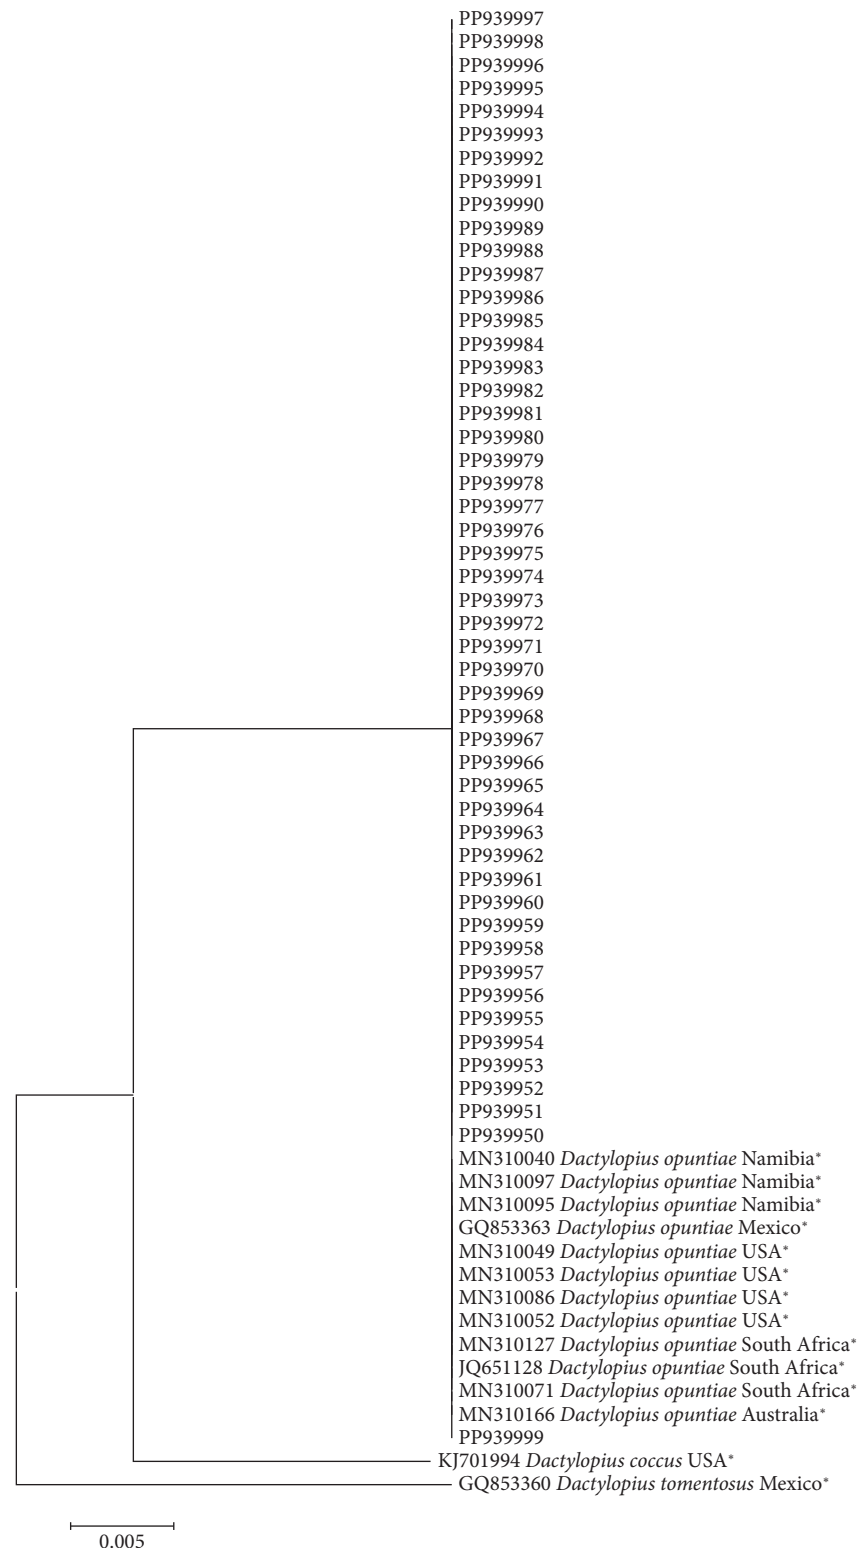 PP939997
PP939998
PP939996
PP939995
PP939994
PP939993
PP939992
PP939991
PP939990
PP939989
PP939988
PP939987
PP939986
PP939985
PP939984
PP939983
PP939982
PP939981
PP939980
PP939979
PP939978
PP939977
PP939976
PP939975
PP939974
PP939973
PP939972
PP939971
PP939970
PP939969
PP939968
PP939967
PP939966
PP939965
PP939964
PP939963
PP939962
PP939961
PP939960
PP939959
PP939958
PP939957
PP939956
PP939955
PP939954
PP939953
PP939952
PP939951
PP939950
MN310040 Dactylopius opuntiae Namibia*
MN310097 Dactylopius opuntiae Namibia*
MN310095 Dactylopius opuntiae Namibia*
GQ853363 Dactylopius opuntiae Mexico*
MN310049 Dactylopius opuntiae USA*
MN310053 Dactylopius opuntiae USA*
MN310086 Dactylopius opuntiae USA*
MN310052 Dactylopius opuntiae USA*
MN310127 Dactylopius opuntiae South Africa*
JQ651128 Dactylopius opuntiae South Africa*
MN310071 Dactylopius opuntiae South Africa*
MN310166 Dactylopius opuntiae Australia*
PP939999
KJ701994 Dactylopius coccus USA*
GQ853360 Dactylopius tomentosus Mexico*
0.005